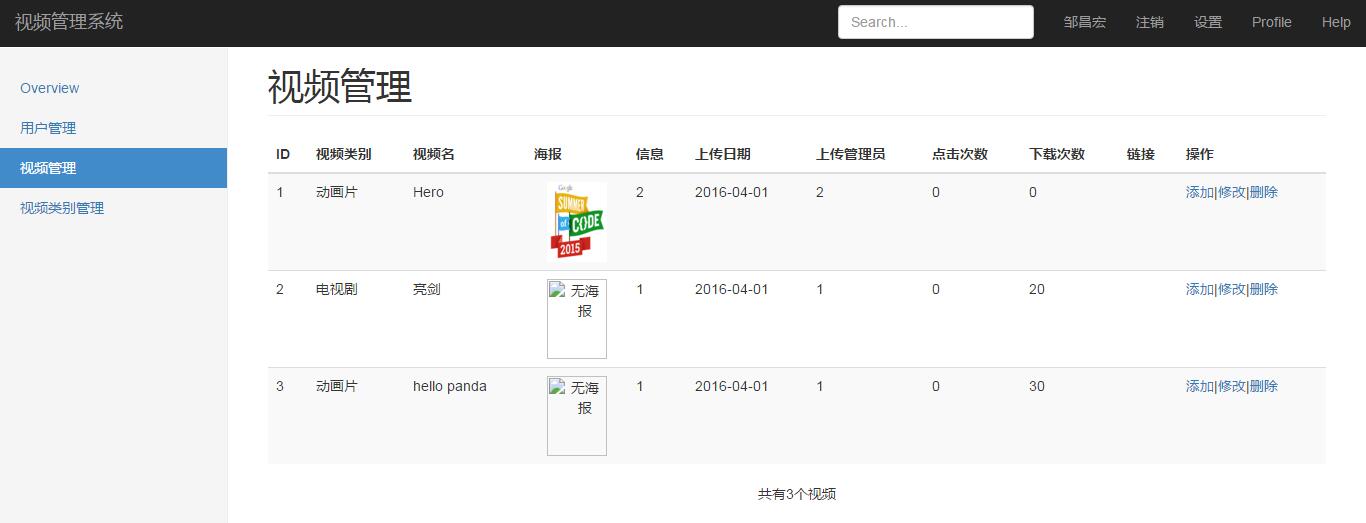 视频管理系统 Search... 邹昌宏 注销 设置 Profile Help
Overview
用户管理
视频管理
视频类别管理
视频管理
ID 视频类别 视频名 海报 信息 上传日期 上传管理员 点击次数 下载次数 链接 操作
1 动画片 Hero 2 2016-04-01 2 0 0 添加|修改|删除
Google
SUMMER
of CODE
2015
2 电视剧 亮剑 无海 1 2016-04-01 1 0 20 添加|修改|删除
报
3 动画片 hello panda 无海 1 2016-04-01 1 0 30 添加|修改|删除
报
共有3个视频